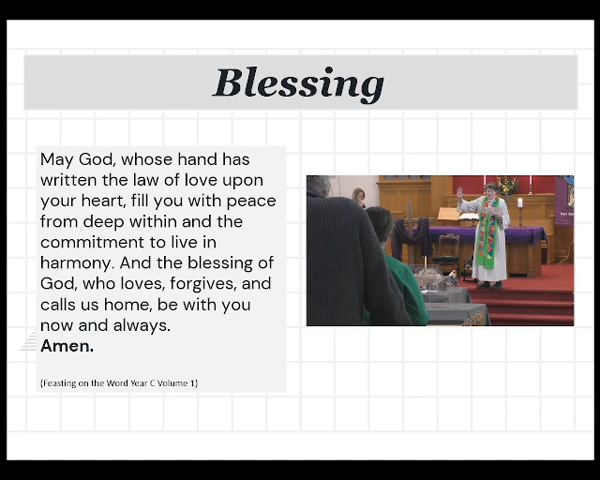 Blessing
May God, whose hand has
written the law of love upon
your heart, fill you with peace
from deep within and the
commitment to live in
harmony. And the blessing of
God, who loves, forgives, and
calls us home, be with you
now and always.
Amen.
(Feasting on the Word Year C Volume 1)